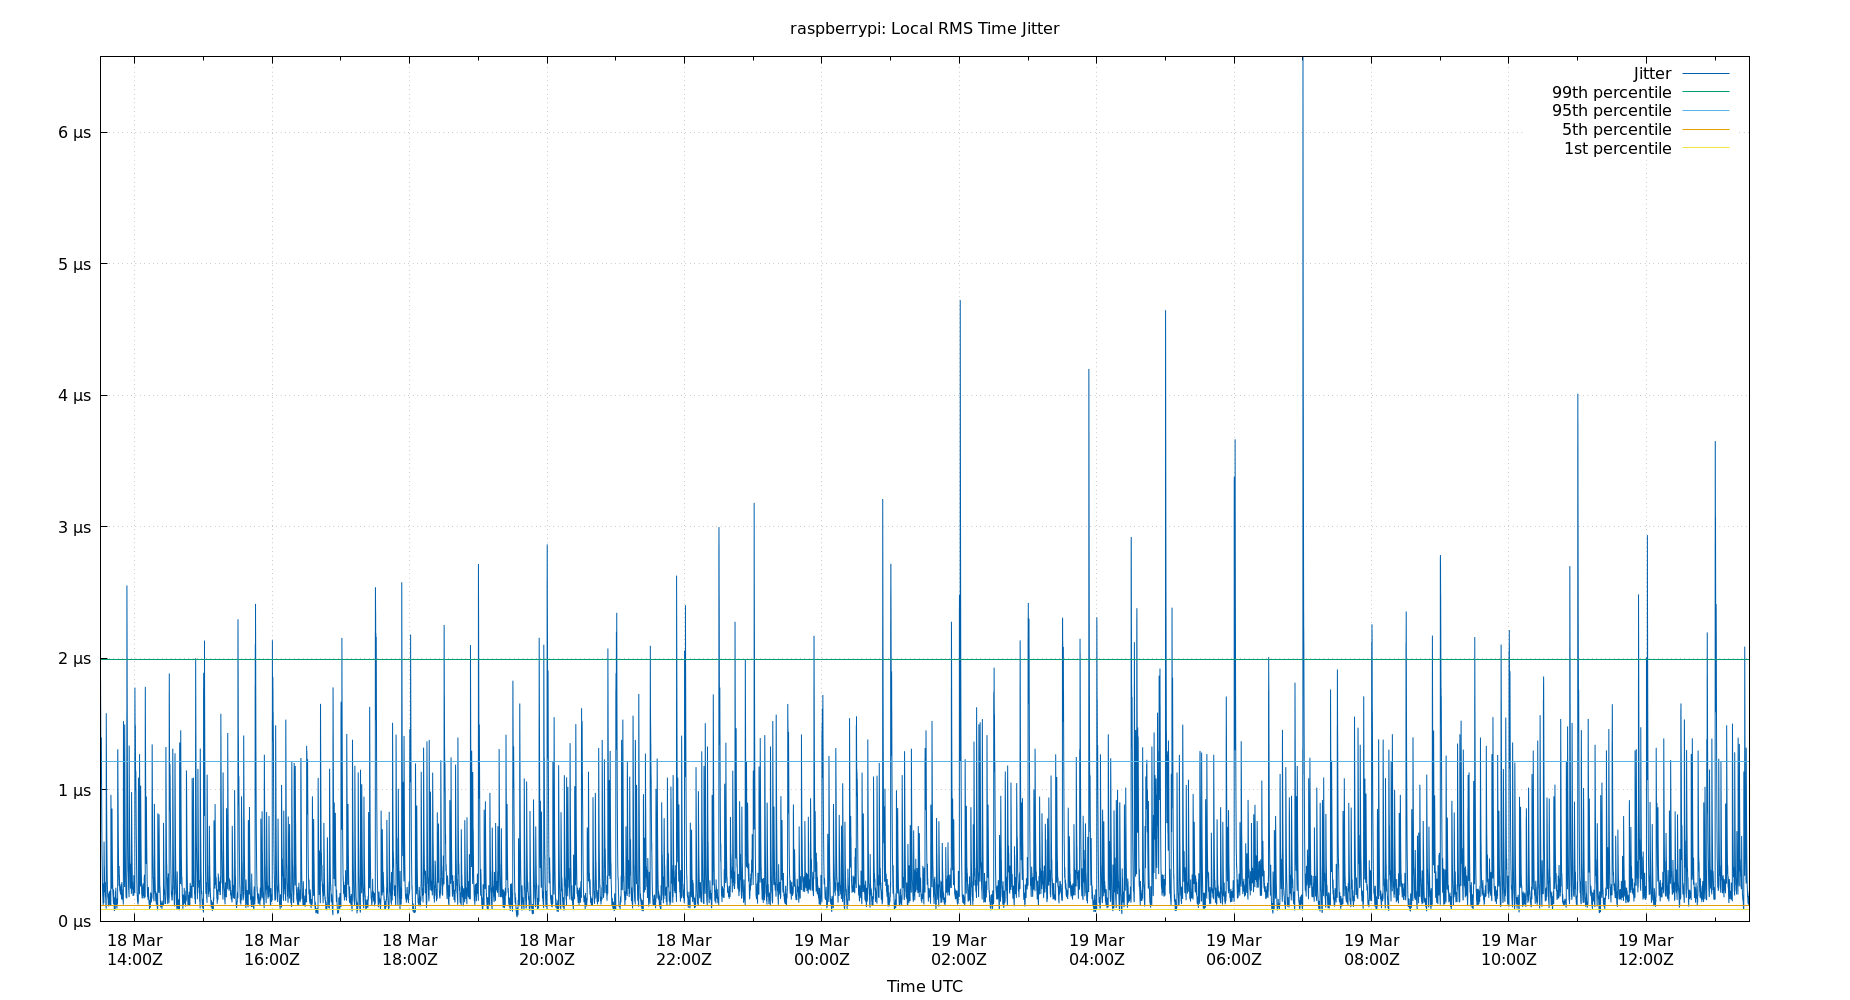 raspberrypi: Local RMS Time Jitter
Jitter
99th percentile
95th percentile
5th percentile
1st percentile
6 µs
5 µs
4 µs
3 µs
2 µs
1 µs
0 µs
18 Mar 18 Mar 18 Mar 18 Mar 18 Mar 19 Mar 19 Mar 19 Mar 19 Mar 19 Mar 19 Mar 19 Mar
14:00Z 16:00Z 18:00Z 20:00Z 22:00Z 00:00Z 02:00Z 04:00Z 06:00Z 08:00Z 10:00Z 12:00Z
Time UTC